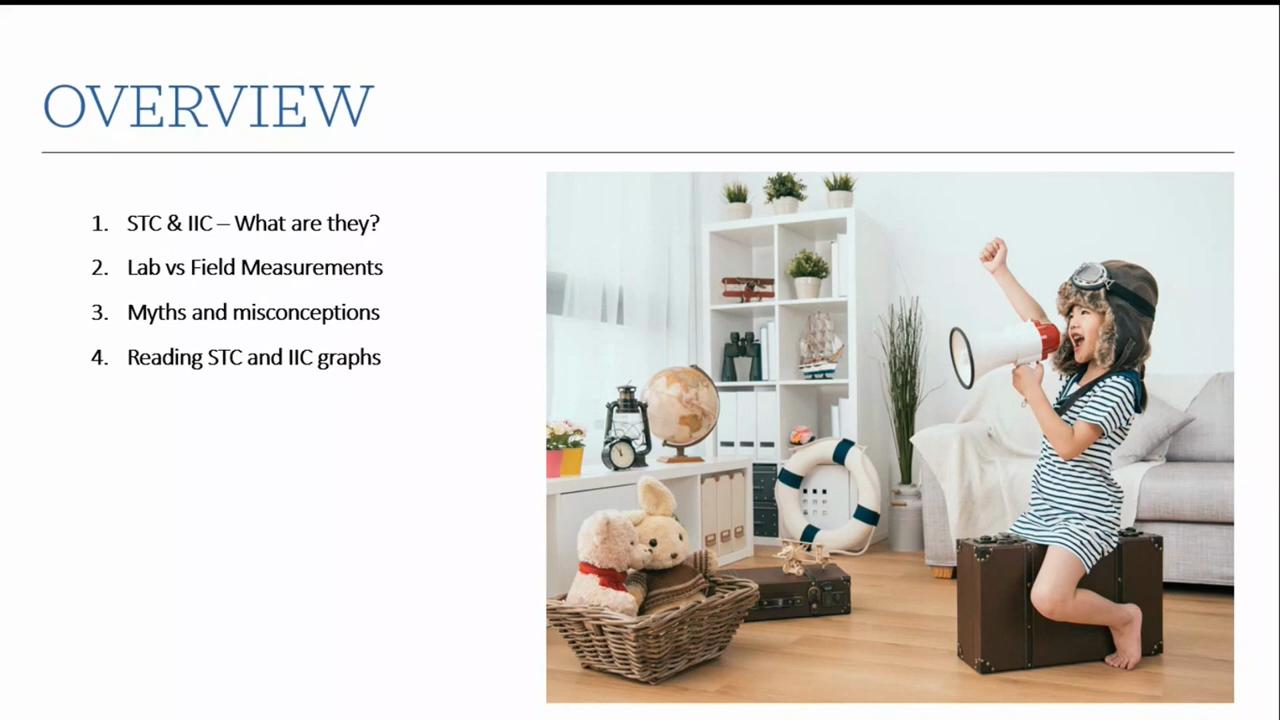 OVERVIEW
1. STC & IIC – What are they?
2. Lab vs Field Measurements
3. Myths and misconceptions
4. Reading STC and IIC graphs